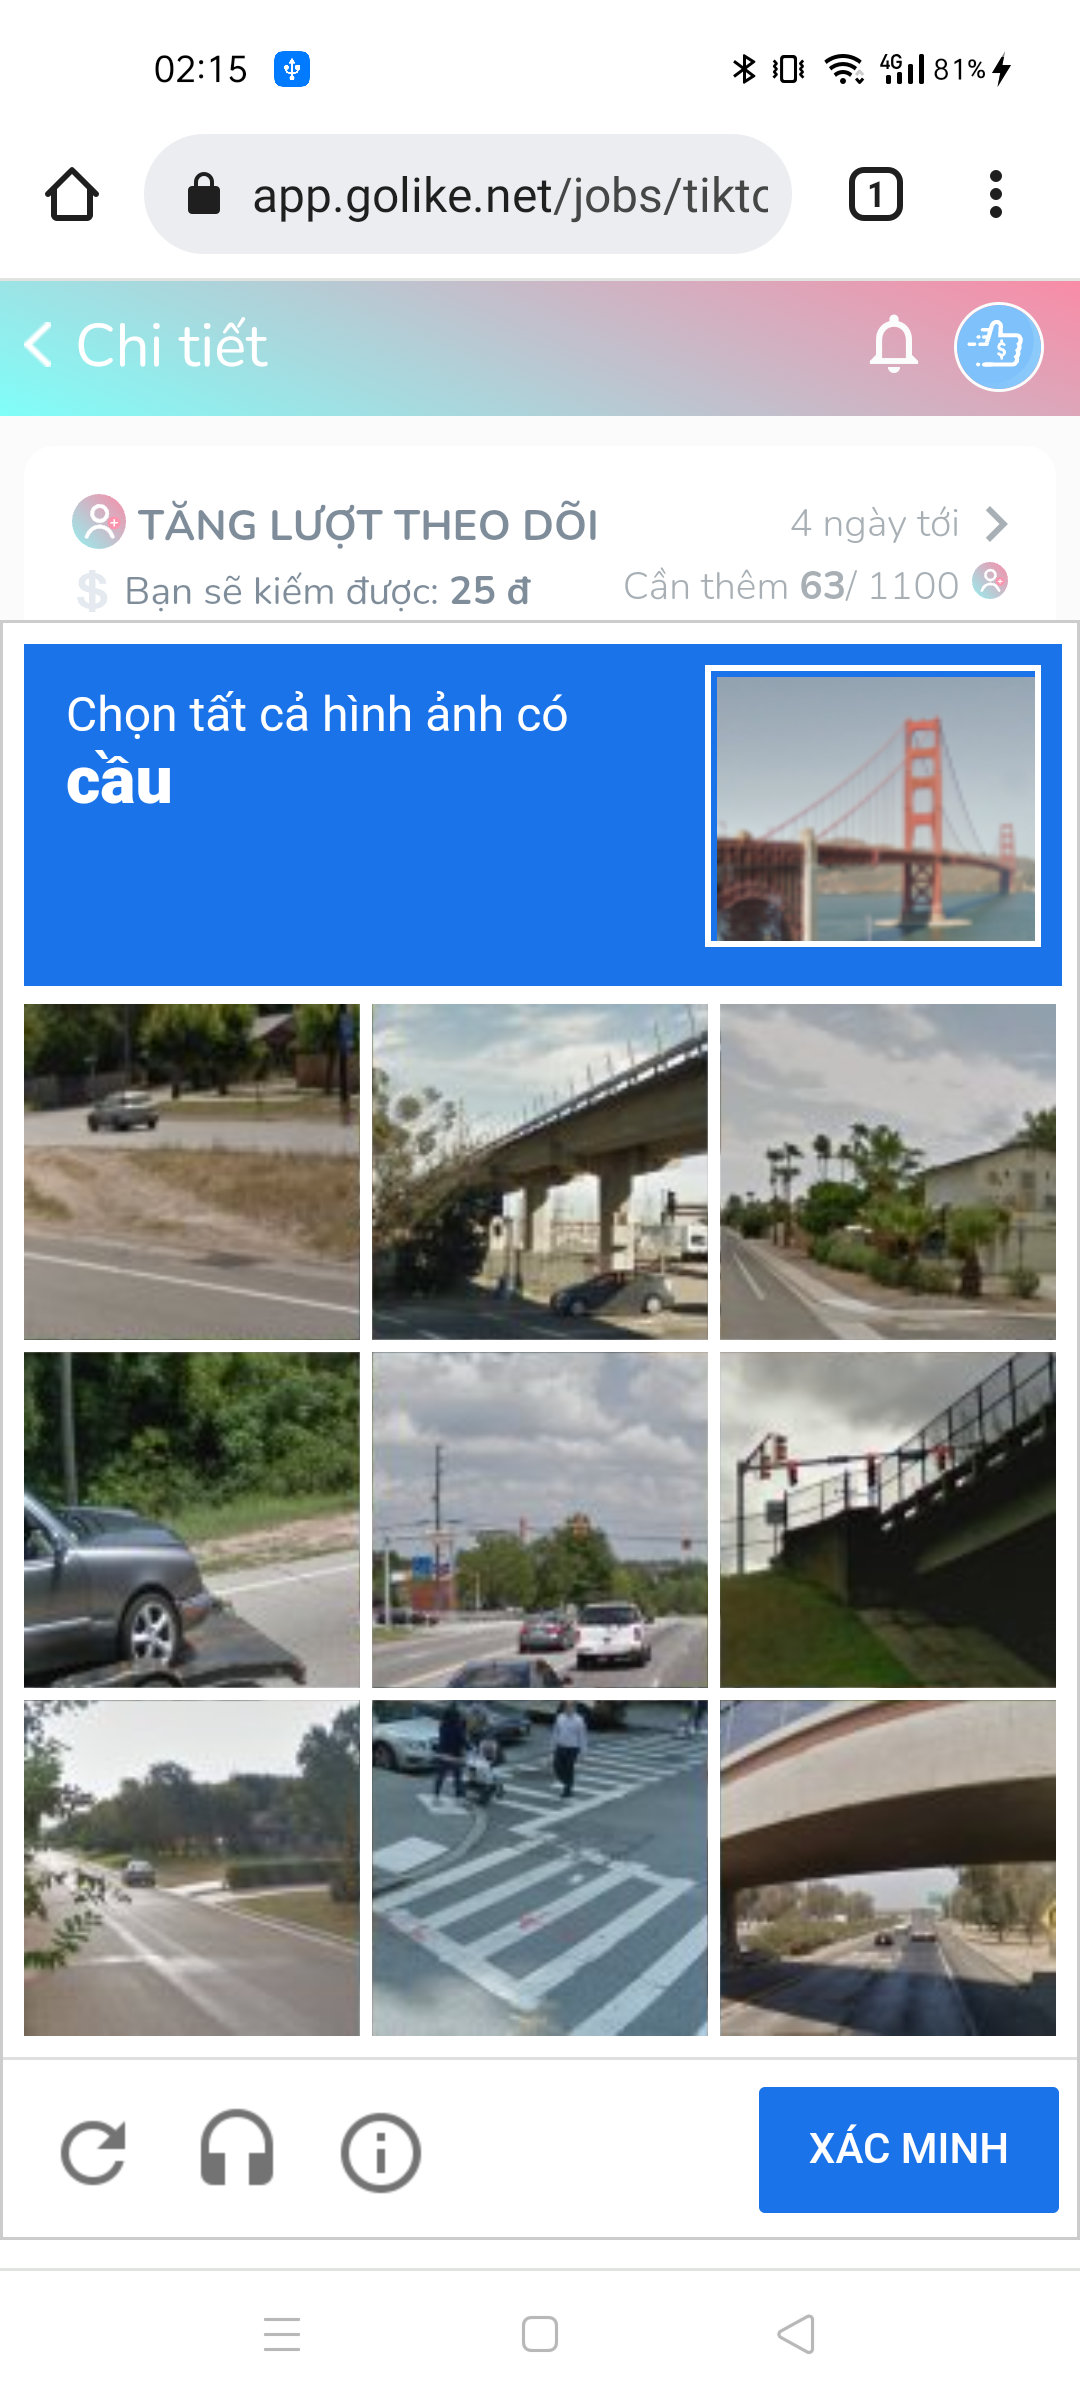 02:15 4G 81%
app.golike.net/jobs/tikto 1
Chi tiết
TĂNG LƯỢT THEO DÕI 4 ngày tới
$ Bạn sẽ kiếm được: 25 đ Cần thêm 63/ 1100
Chọn tất cả hình ảnh có
cầu
XÁC MINH